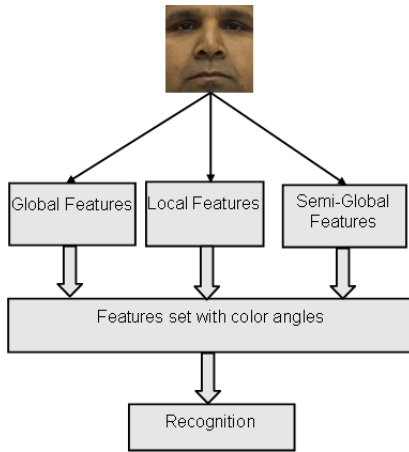 Global Features
Local Features
Semi-Global
Features
Features set with color angles
Recognition